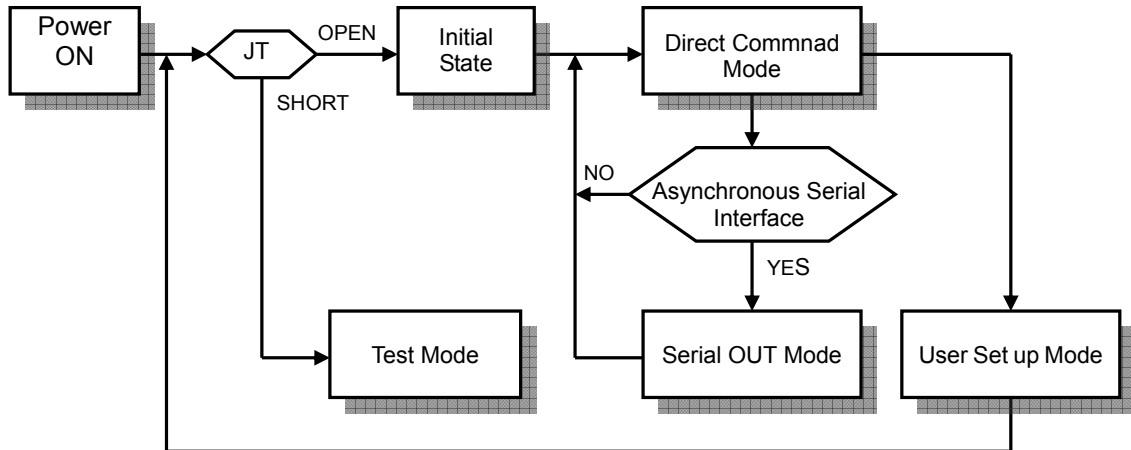 Power
ON
JT
OPEN
SHORT
Initial
State
Direct Commnad
Mode
NO
Asynchronous Serial
Interface
YES
Test Mode
Serial OUT Mode
User Set up Mode